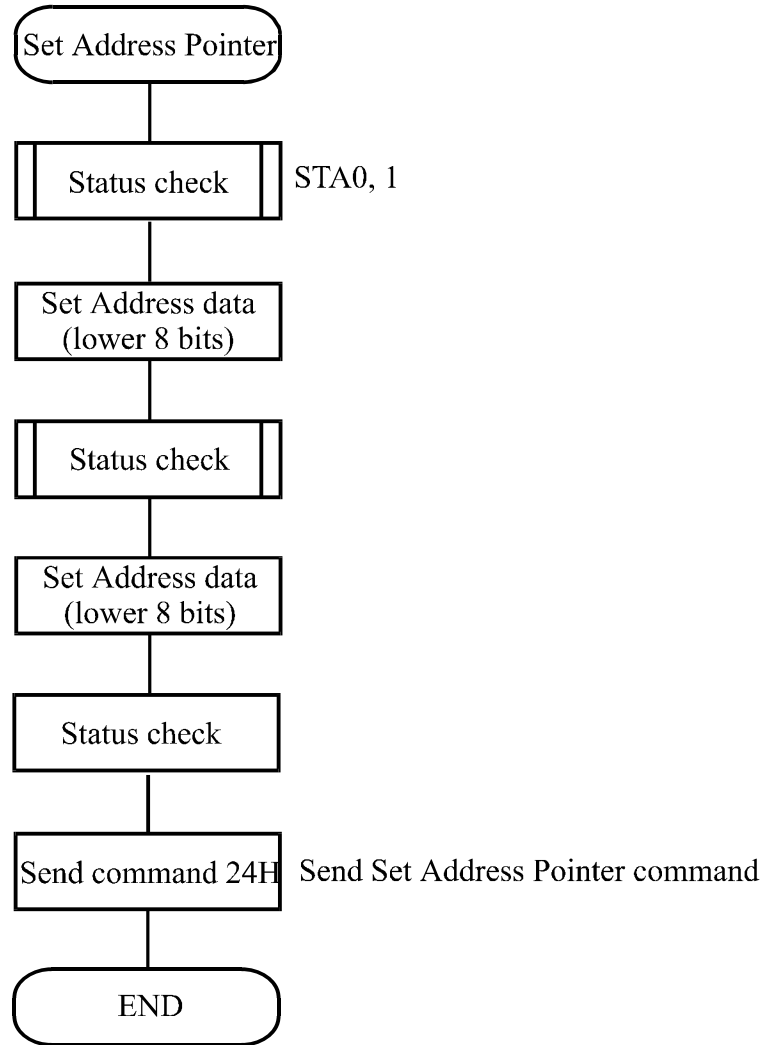 Set Address Pointer
Status check
STA0, 1
Set Address data
(lower 8 bits)
Status check
Set Address data
(lower 8 bits)
Status check
Send command 24H
Send Set Address Pointer command
END